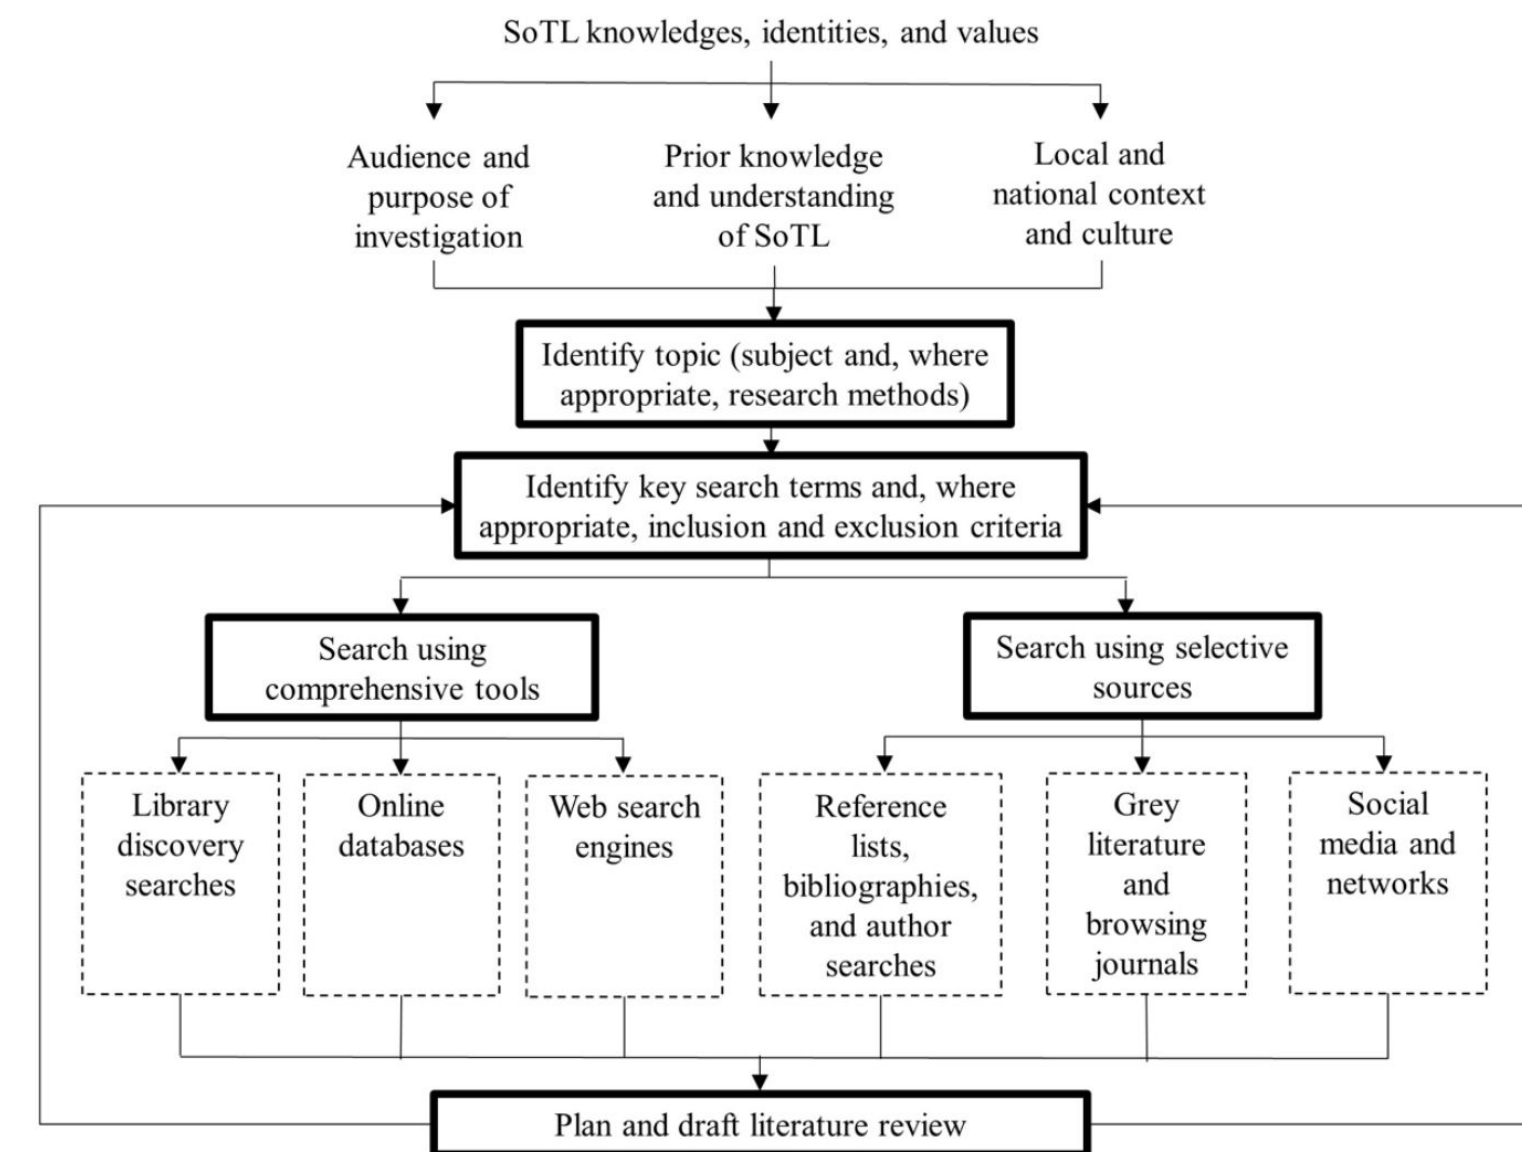 SoTL knowledges, identities, and values
Audience and
purpose of
investigation
Prior knowledge
and understanding
of SoTL
Local and
national context
and culture
Identify topic (subject and, where
appropriate, research methods)
Identify key search terms and, where
appropriate, inclusion and exclusion criteria
Search using
comprehensive tools
Search using selective
sources
Library
discovery
searches
Online
databases
Web search
engines
Reference
lists,
bibliographies,
and author
searches
Grey
literature
and
browsing
journals
Social
media and
networks
Plan and draft literature review